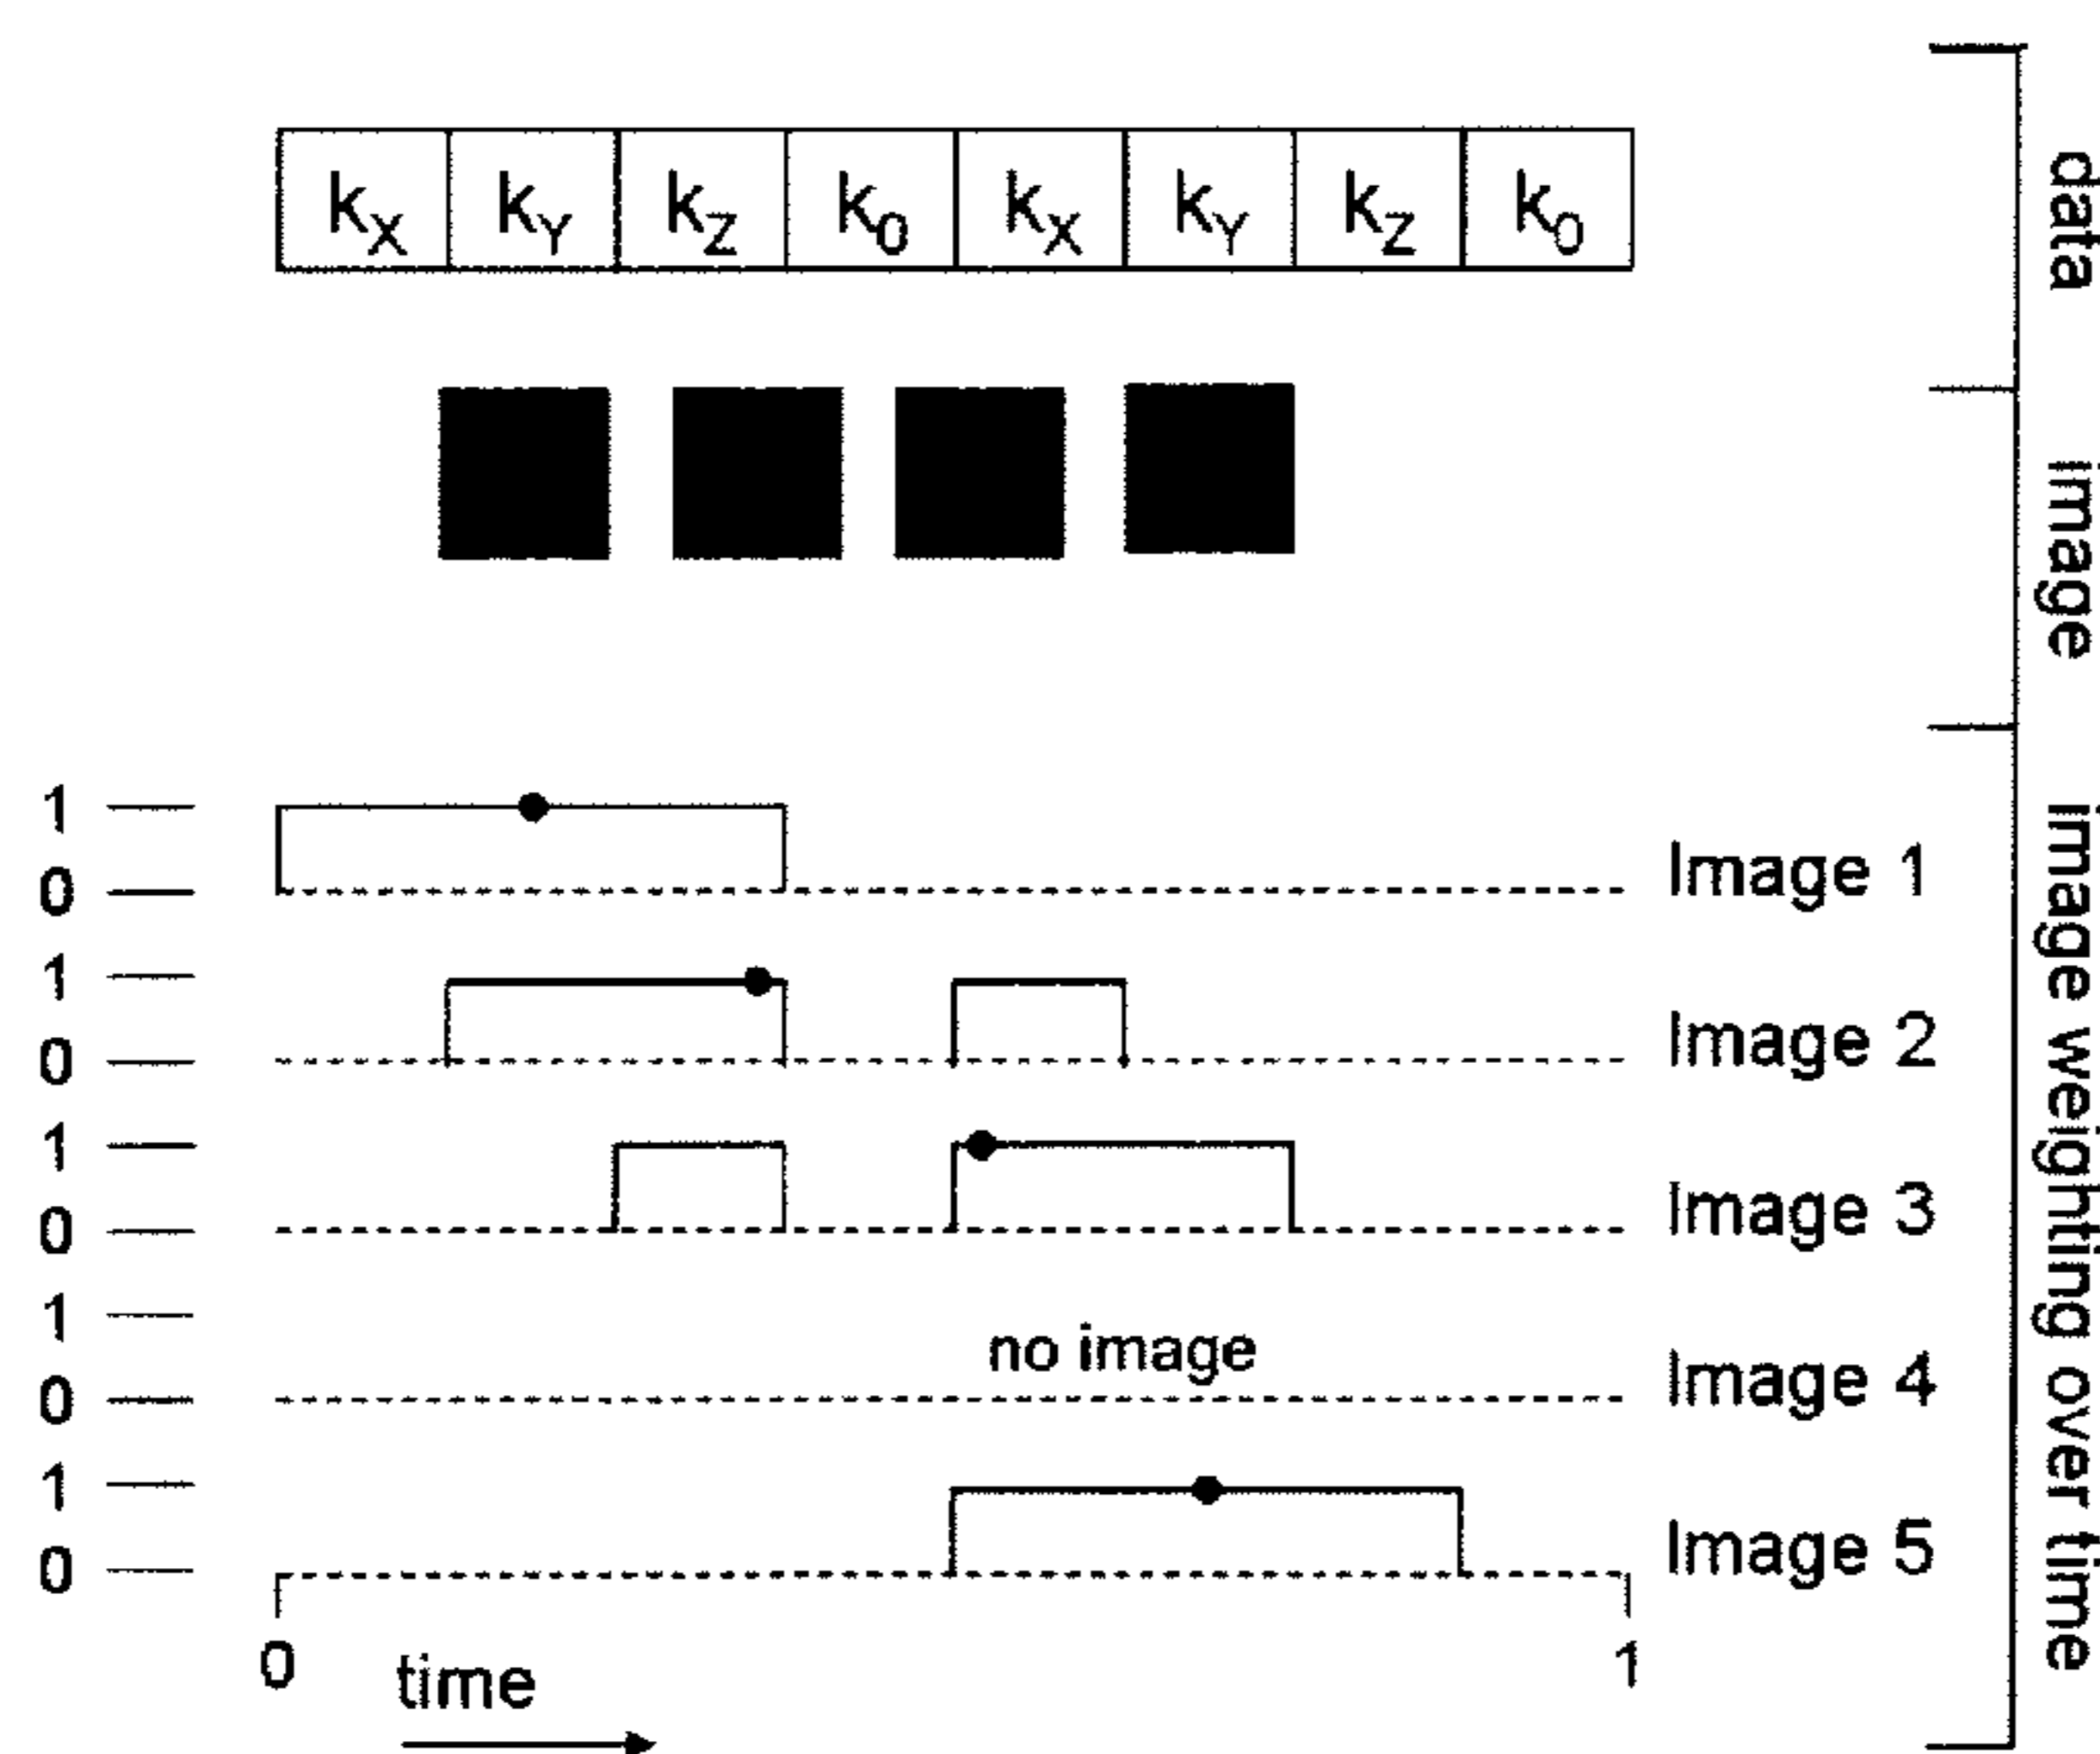 kX kY kZ k0 kX kY kZ k0
data
image
image weighting over time
1
0
Image 1
1
0
Image 2
1
0
Image 3
1
no image
0
Image 4
1
0
Image 5
0
1
time